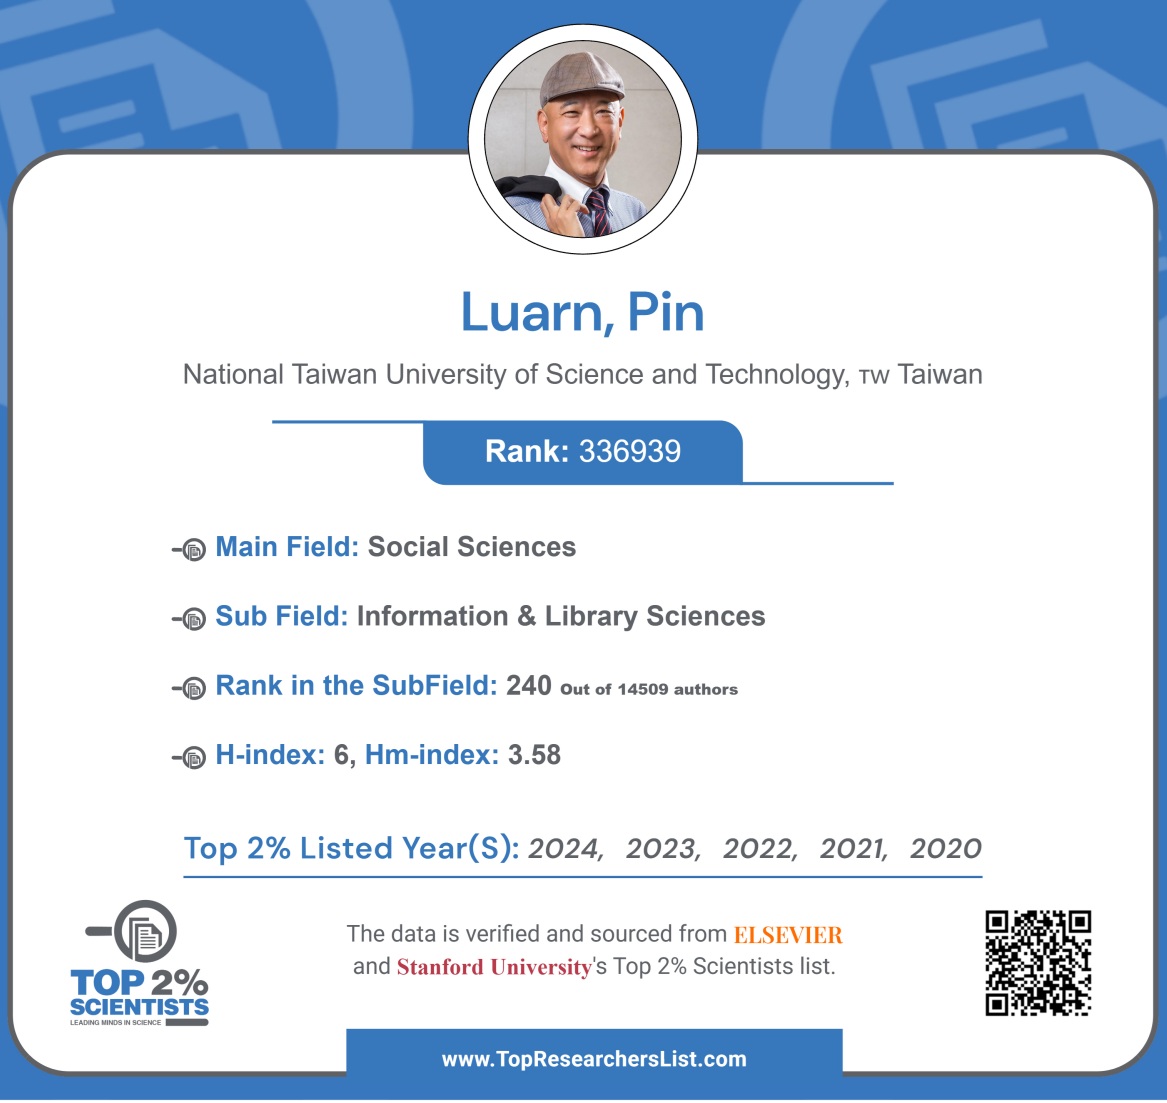 Luarn, Pin
National Taiwan University of Science and Technology, TW Taiwan
Rank: 336939
Main Field: Social Sciences
Sub Field: Information & Library Sciences
Rank in the SubField: 240 Out of 14509 authors
H-index: 6, Hm-index: 3.58
Top 2% Listed Year(S): 2024, 2023, 2022, 2021, 2020
The data is verified and sourced from ELSEVIER
and Stanford University's Top 2% Scientists list.
TOP 2%
SCIENTISTS
LEADING MINDS IN SCIENCE
www.TopResearchersList.com